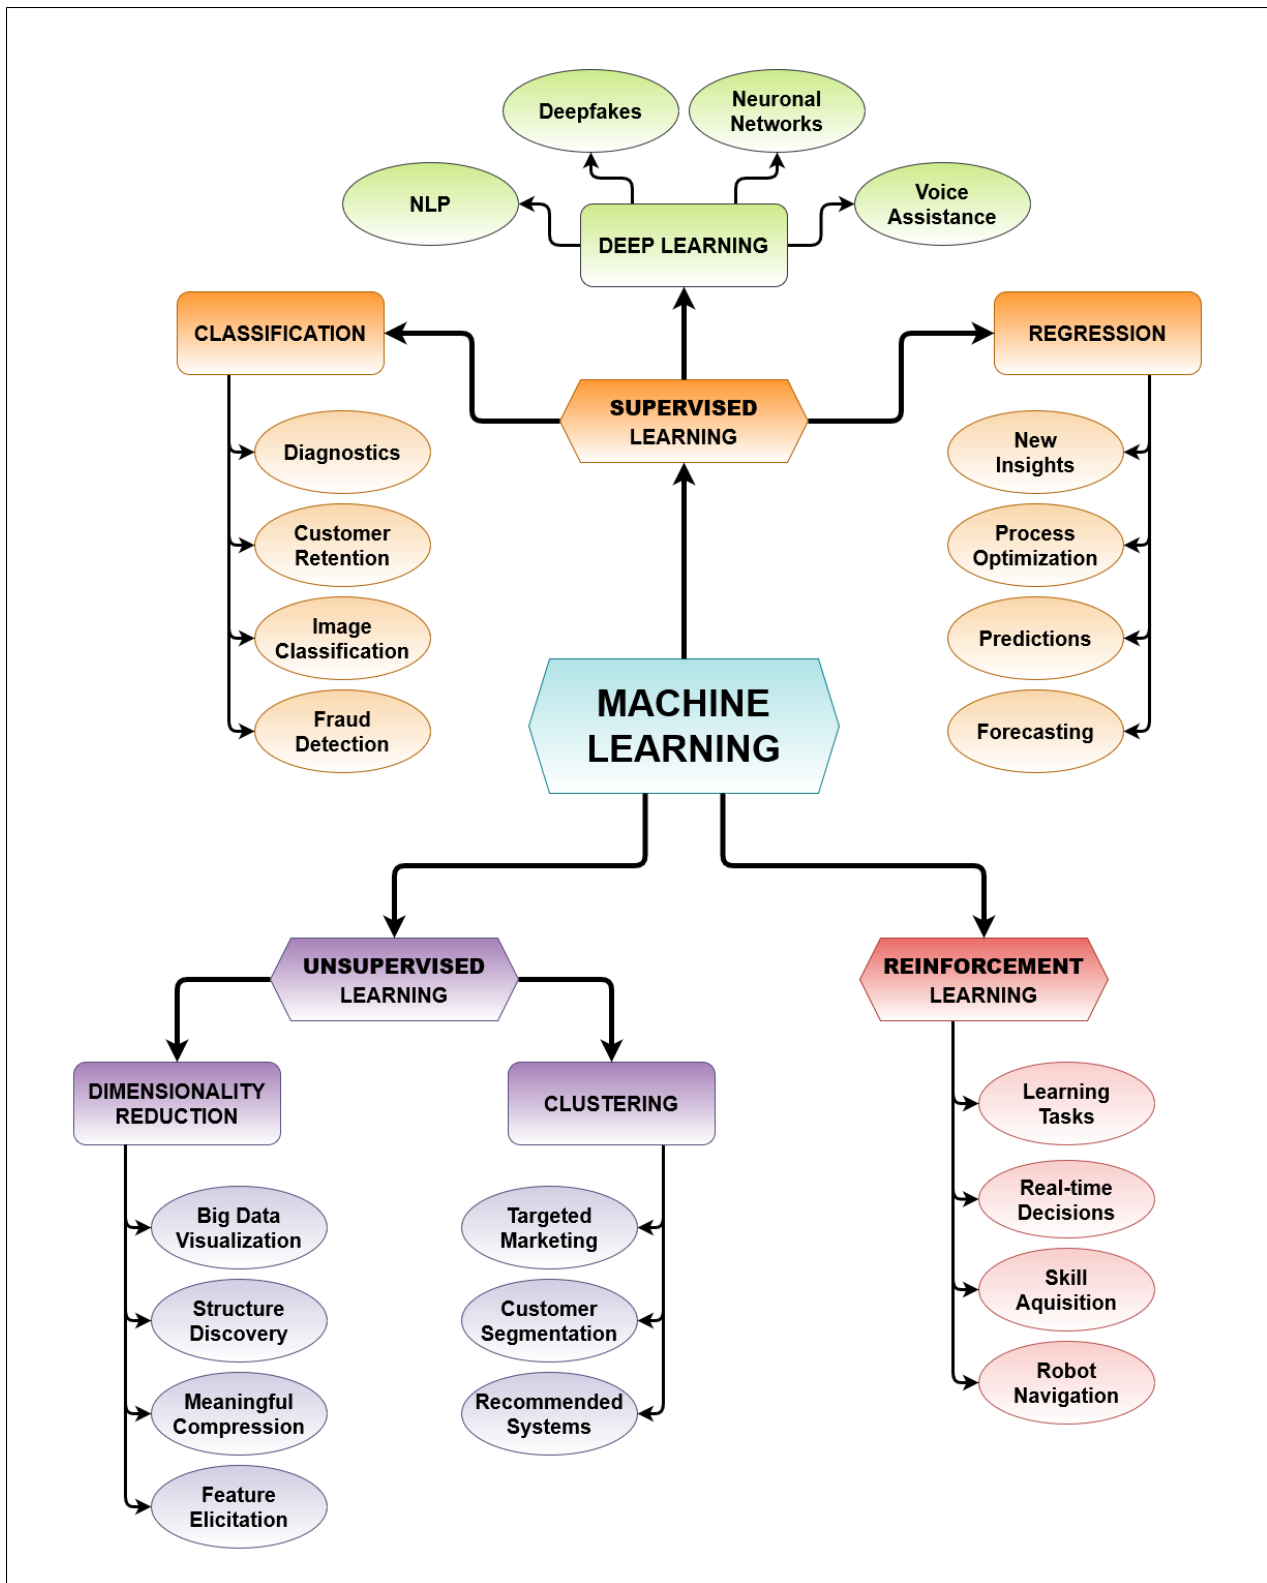 Deepfakes
Neuronal
Networks
NLP
Voice
Assistance
DEEP LEARNING
CLASSIFICATION
REGRESSION
SUPERVISED
LEARNING
Diagnostics
Customer
Retention
Image
Classification
Fraud
Detection
New
Insights
Process
Optimization
Predictions
Forecasting
MACHINE
LEARNING
UNSUPERVISED
LEARNING
REINFORCEMENT
LEARNING
DIMENSIONALITY
REDUCTION
CLUSTERING
Big Data
Visualization
Structure
Discovery
Meaningful
Compression
Feature
Elicitation
Targeted
Marketing
Customer
Segmentation
Recommended
Systems
Learning
Tasks
Real-time
Decisions
Skill
Aquisition
Robot
Navigation